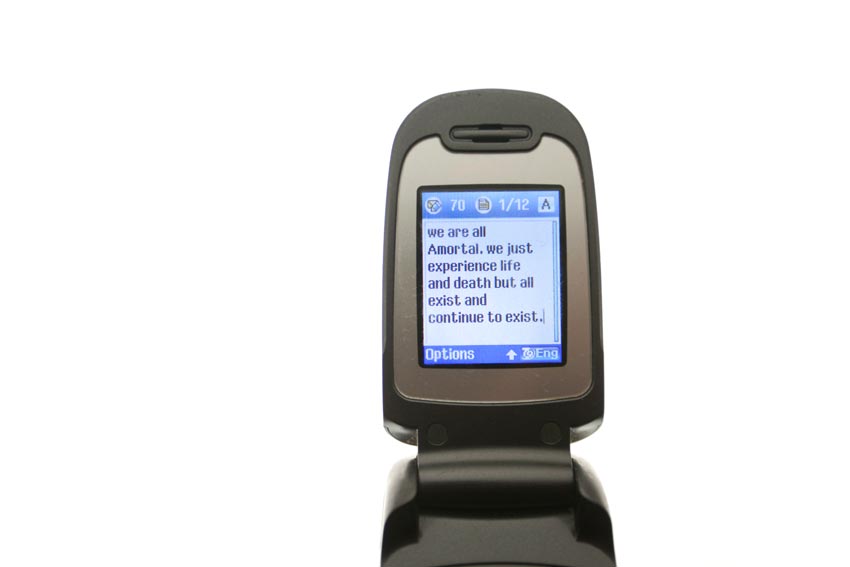 70 1/12 A
we are all
Amortal. we just
experience life
and death but all
exist and
continue to exist.
Options Eng